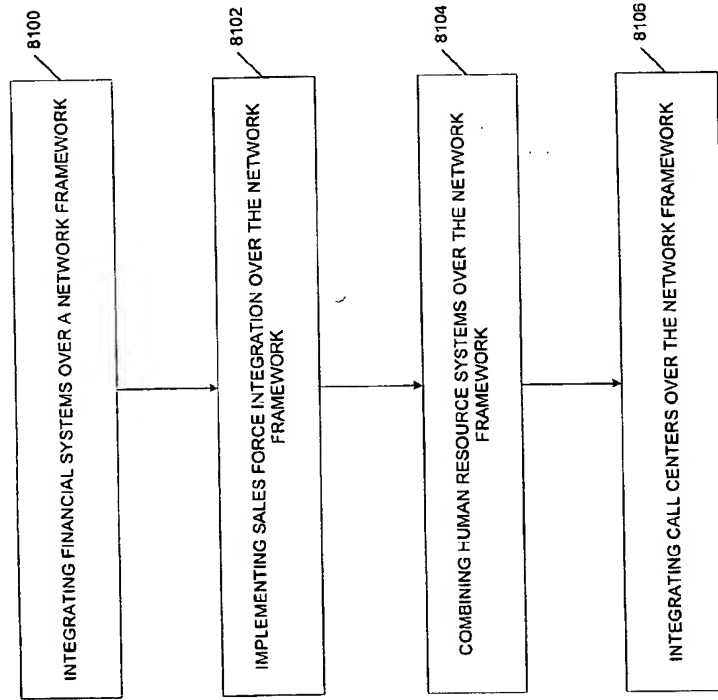 8100
INTEGRATING FINANCIAL SYSTEMS OVER A NETWORK FRAMEWORK
8102
IMPLEMENTING SALES FORCE INTEGRATION OVER THE NETWORK
FRAMEWORK
8104
COMBINING HUMAN RESOURCE SYSTEMS OVER THE NETWORK
FRAMEWORK
8106
INTEGRATING CALL CENTERS OVER THE NETWORK FRAMEWORK